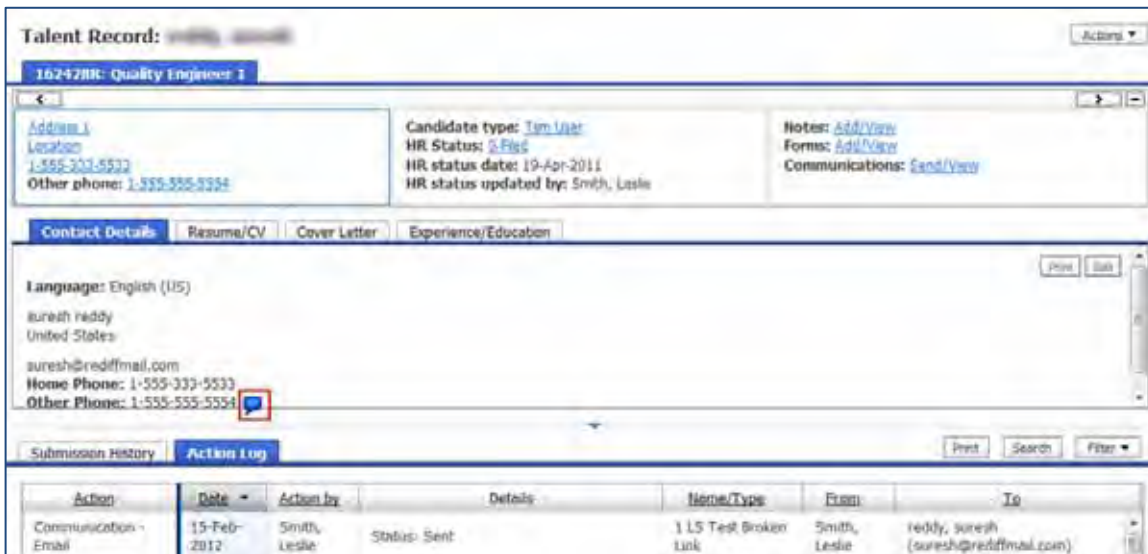 Talent Record:
Actions
16242BR: Quality Engineer 1
Address 1
Location
1-555-333-5533
Other phone: 1-555-555-5554
Candidate type: Tam User
HR Status: 0-Filed
HR status date: 19-Apr-2011
HR status updated by: Smith, Leslie
Notes: Add/View
Forms: Add/View
Communications: Send/View
Contact Details Resume/CV Cover Letter Experience/Education
Print Edit
Language: English (US)
suresh reddy
United States
suresh@rediffmail.com
Home Phone: 1-555-333-5533
Other Phone: 1-555-555-5554
Submission History Action Log
Print Search Filter
Action Date Action by Details Name/Type From To
Communication - Email 15-Feb-2012 Smith, Leslie Status: Sent 1 LS Test Broken Link Smith, Leslie reddy, suresh (suresh@rediffmail.com)